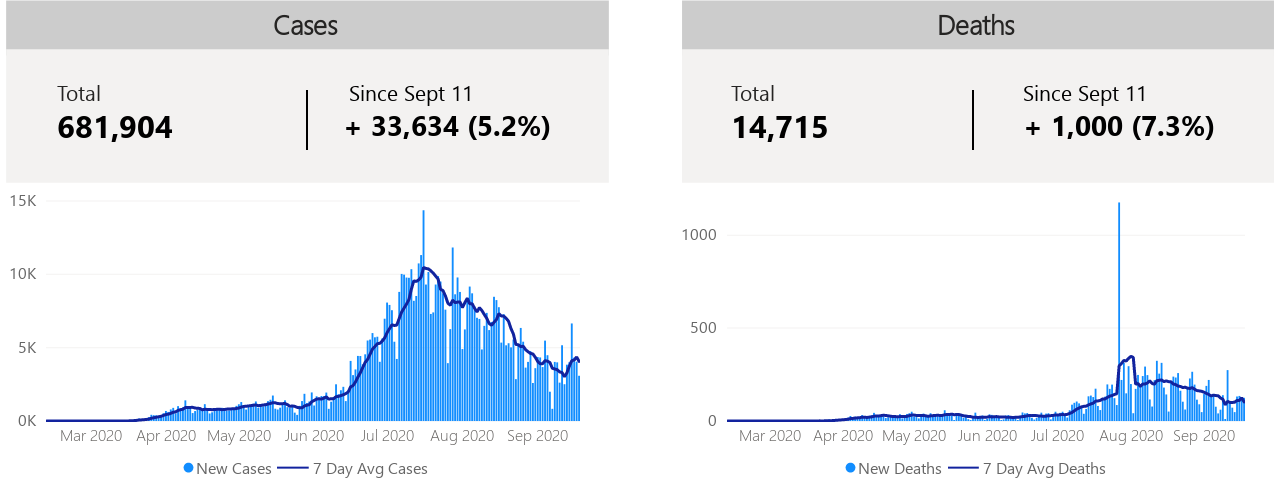 Cases
Total
681,904
Since Sept 11
+ 33,634 (5.2%)
15K
10K
5K
0K
Mar 2020 Apr 2020 May 2020 Jun 2020 Jul 2020 Aug 2020 Sep 2020
New Cases 7 Day Avg Cases
Deaths
Total
14,715
Since Sept 11
+ 1,000 (7.3%)
1000
500
0
Mar 2020 Apr 2020 May 2020 Jun 2020 Jul 2020 Aug 2020 Sep 2020
New Deaths 7 Day Avg Deaths